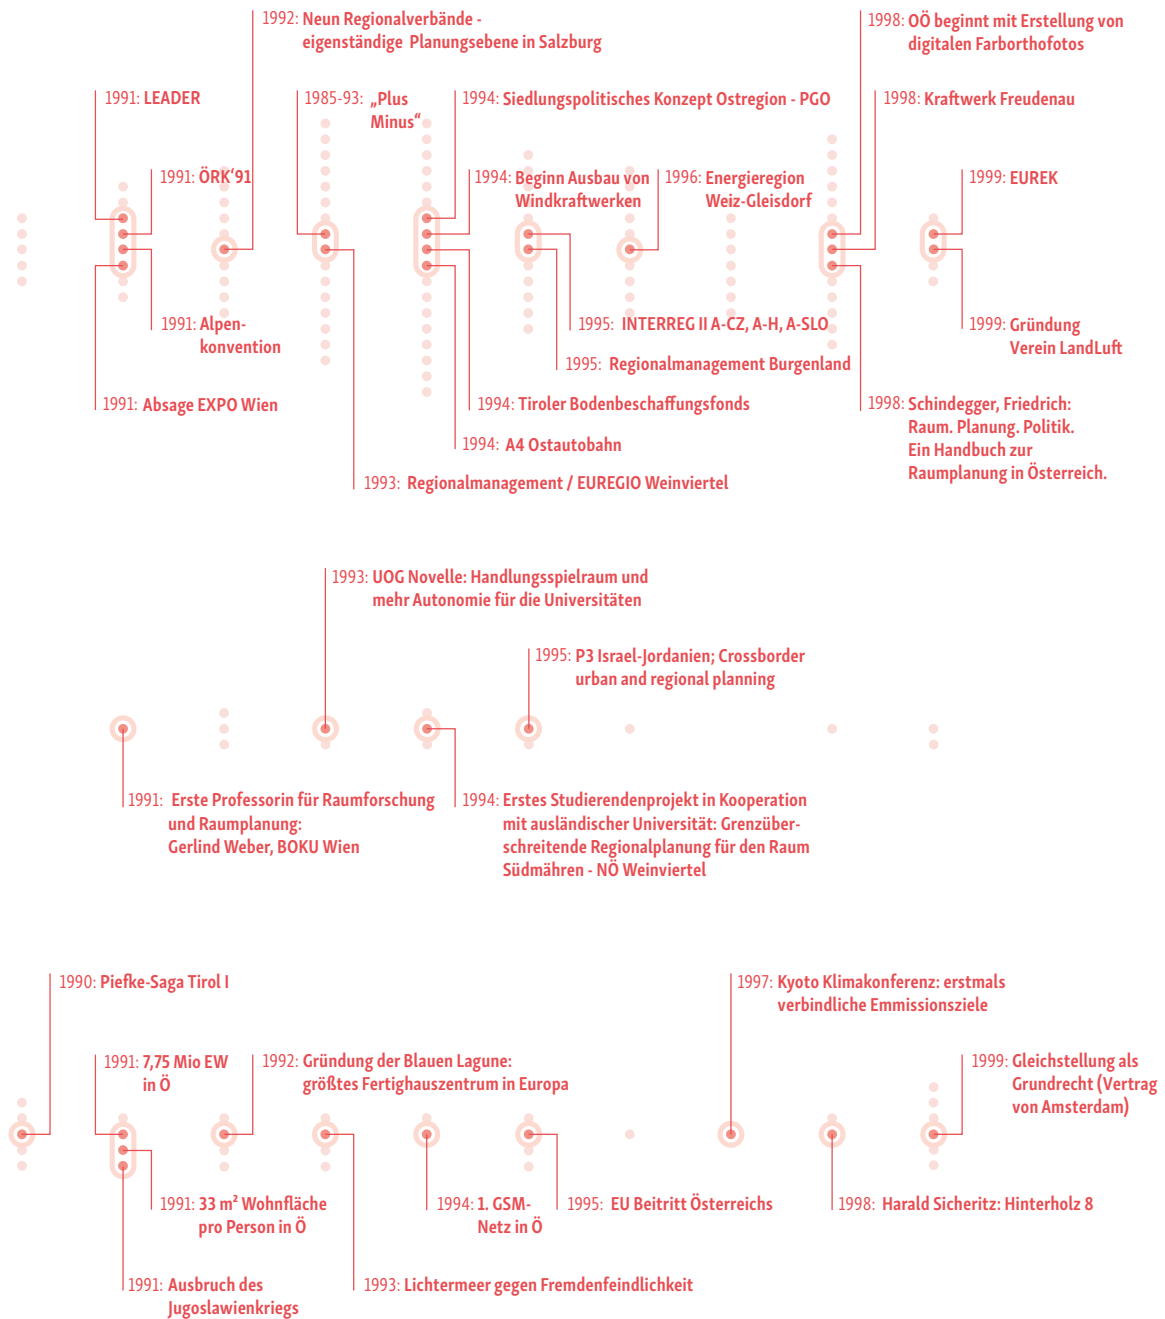 1992: Neun Regionalverbände -
eigenständige Planungsebene in Salzburg
1998: OÖ beginnt mit Erstellung von
digitalen Farborthofotos
1991: LEADER
1985-93: „Plus
Minus“
1994: Siedlungspolitisches Konzept Ostregion - PGO
1998: Kraftwerk Freudenau
1991: ÖRK‘91
1994: Beginn Ausbau von
Windkraftwerken
1996: Energieregion
Weiz-Gleisdorf
1999: EUREK
1991: Alpen-
konvention
1995: INTERREG II A-CZ, A-H, A-SLO
1999: Gründung
Verein LandLuft
1995: Regionalmanagement Burgenland
1991: Absage EXPO Wien
1994: Tiroler Bodenbeschaffungsfonds
1998: Schindegger, Friedrich:
Raum. Planung. Politik.
Ein Handbuch zur
Raumplanung in Österreich.
1994: A4 Ostautobahn
1993: Regionalmanagement / EUREGIO Weinviertel
1993: UOG Novelle: Handlungsspielraum und
mehr Autonomie für die Universitäten
1995: P3 Israel-Jordanien; Crossborder
urban and regional planning
1991: Erste Professorin für Raumforschung
und Raumplanung:
Gerlind Weber, BOKU Wien
1994: Erstes Studierendenprojekt in Kooperation
mit ausländischer Universität: Grenzüber-
schreitende Regionalplanung für den Raum
Südmähren - NÖ Weinviertel
1990: Piefke-Saga Tirol I
1997: Kyoto Klimakonferenz: erstmals
verbindliche Emmissionsziele
1991: 7,75 Mio EW
in Ö
1992: Gründung der Blauen Lagune:
größtes Fertighauszentrum in Europa
1999: Gleichstellung als
Grundrecht (Vertrag
von Amsterdam)
1991: 33 m² Wohnfläche
pro Person in Ö
1994: 1. GSM-
Netz in Ö
1995: EU Beitritt Österreichs
1998: Harald Sicheritz: Hinterholz 8
1991: Ausbruch des
Jugoslawienkriegs
1993: Lichtermeer gegen Fremdenfeindlichkeit